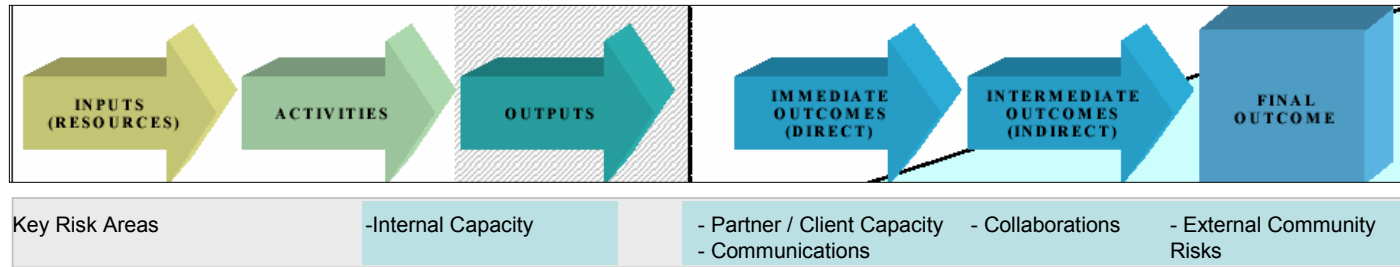 INPUTS
(RESOURCES)
ACTIVITIES
OUTPUTS
IMMEDIATE
OUTCOMES
(DIRECT)
INTERMEDIATE
OUTCOMES
(INDIRECT)
FINAL
OUTCOME
Key Risk Areas
-Internal Capacity
- Partner / Client Capacity
- Communications
- Collaborations
- External Community
Risks